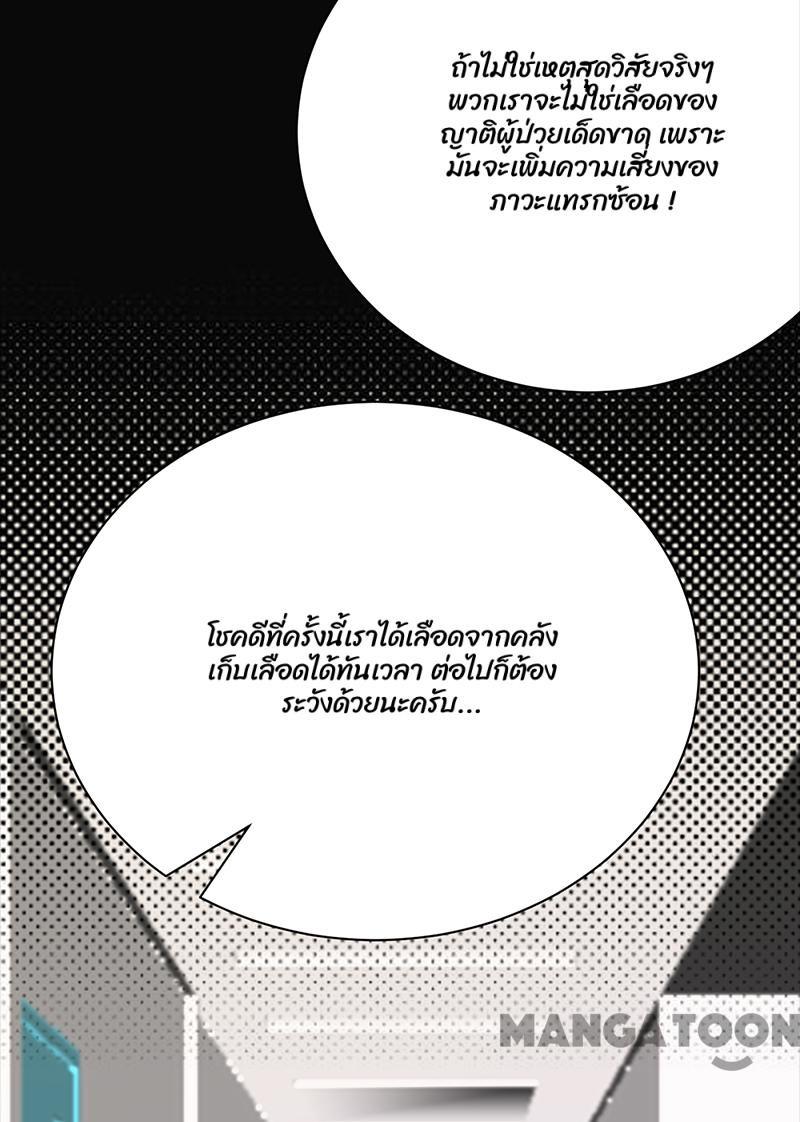 ถ้าไม่ใช่เหตุสุดวิสัยจริงๆ
พวกเราจะไม่ใช่เลือดของ
ญาติผู้ป่วยเด็ดขาด เพราะ
มันจะเพิ่มความเสี่ยงของ
ภาวะแทรกซ้อน !
โชคดีที่ครั้งนี้เราได้เลือดจากคลัง
เก็บเลือดได้ทันเวลา ต่อไปก็ต้อง
ระวังด้วยนะครับ...
MANGATOON